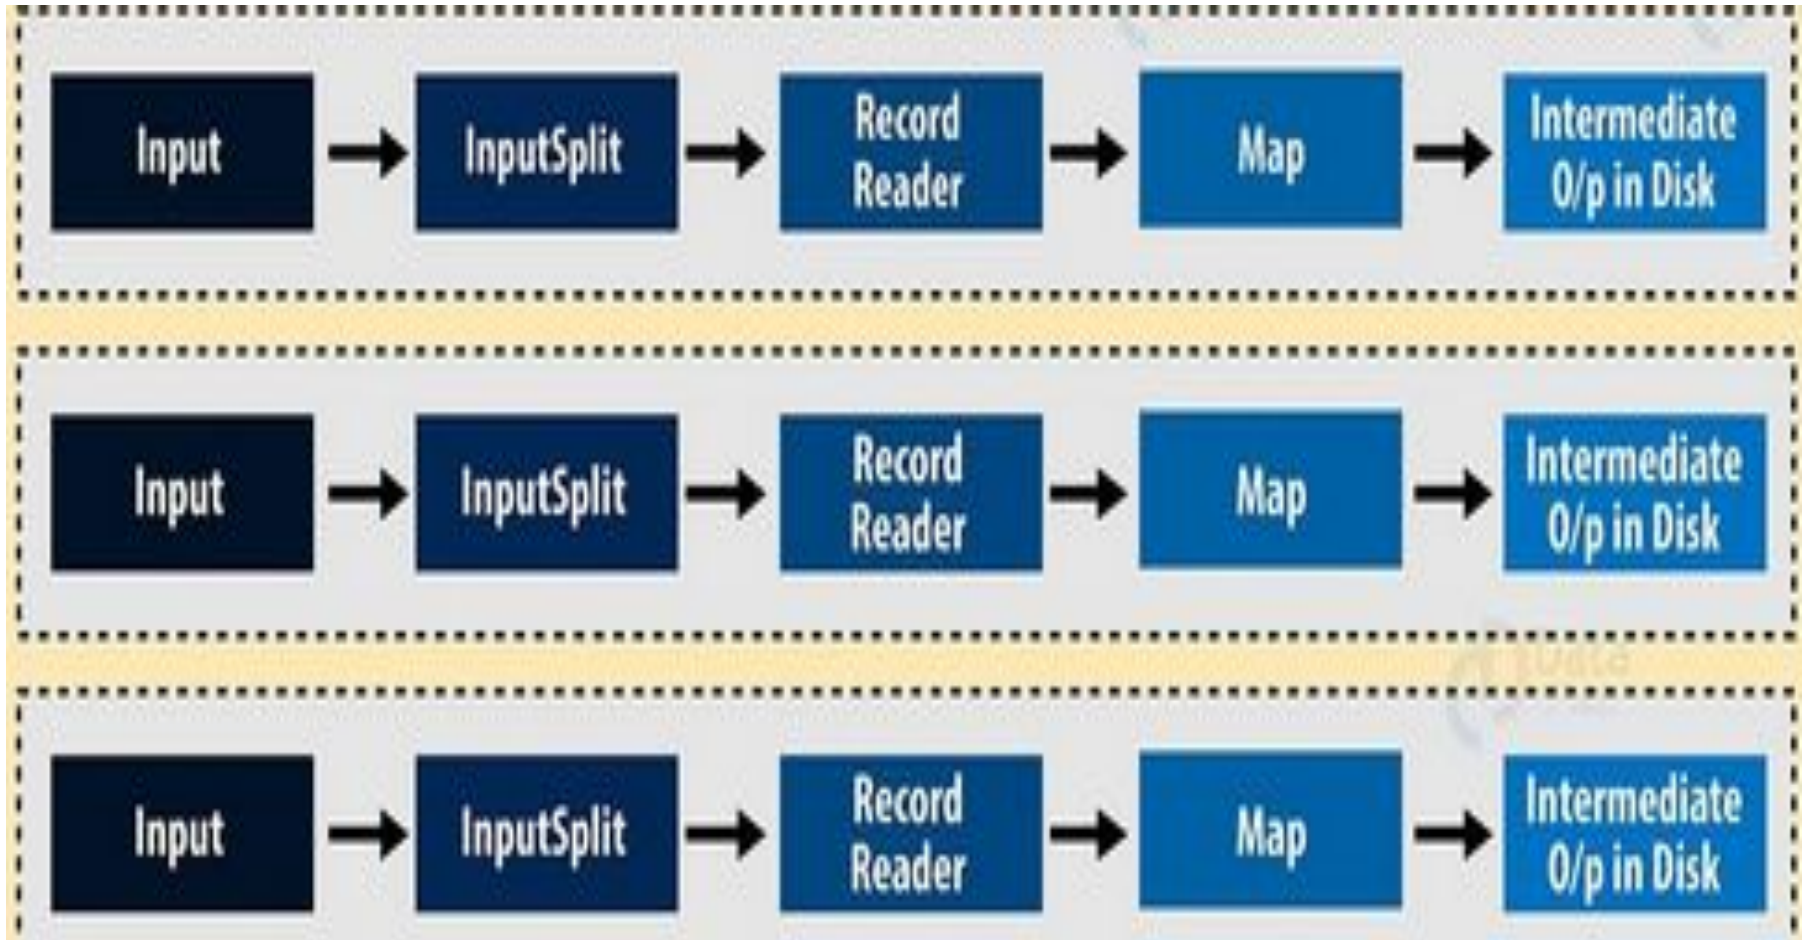 Input
InputSplit
Record
Reader
Map
Intermediate
O/p in Disk
Input
InputSplit
Record
Reader
Map
Intermediate
O/p in Disk
Data
Input
InputSplit
Record
Reader
Map
Intermediate
O/p in Disk